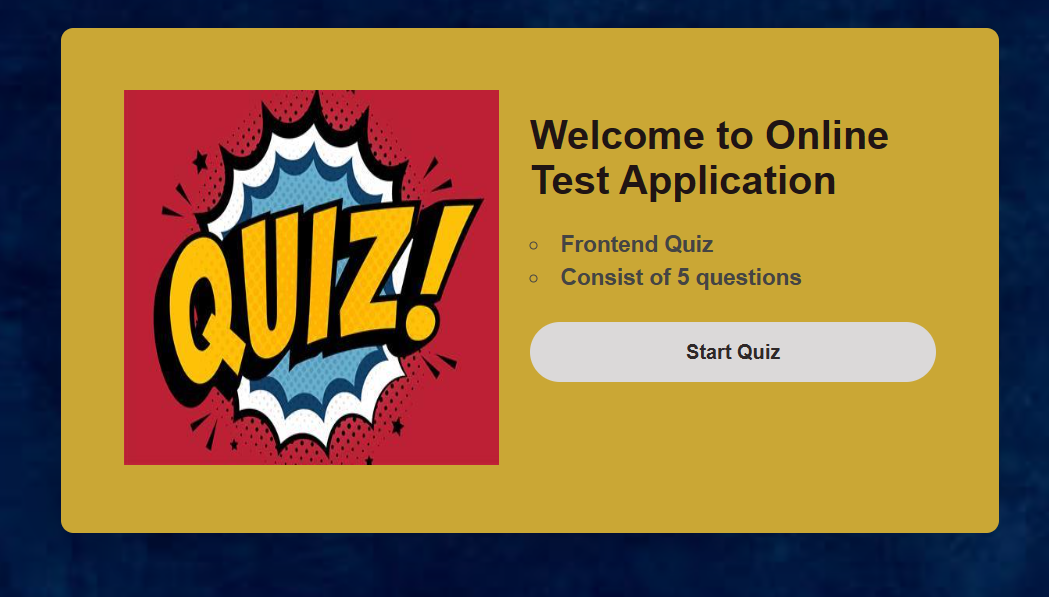 QUIZ!
Welcome to Online
Test Application
Frontend Quiz
Consist of 5 questions
Start Quiz